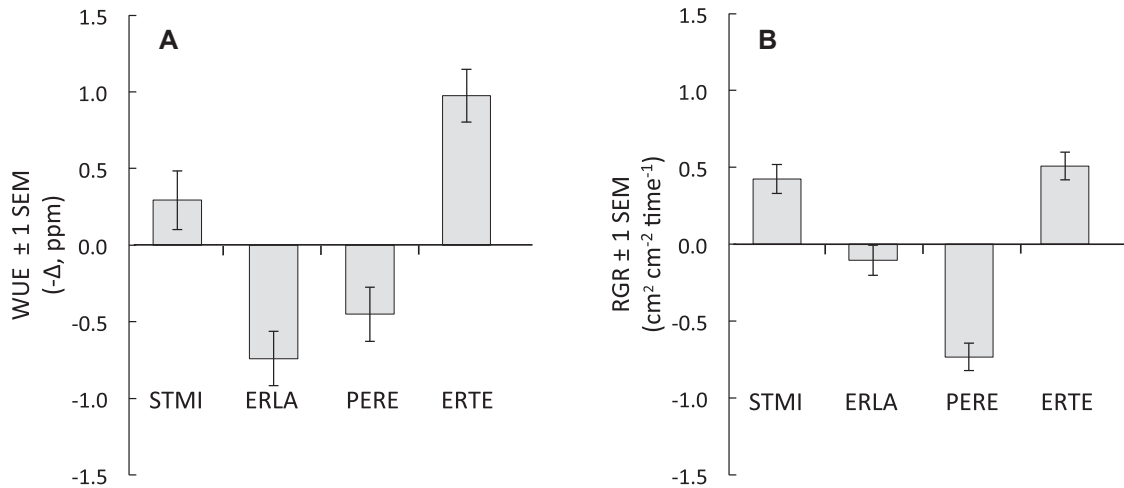 A
1.5
1.0
0.5
0.0
-0.5
-1.0
-1.5
WUE ± 1 SEM
(-Δ, ppm)
STMI ERLA PERE ERTE
B
1.5
1.0
0.5
0.0
-0.5
-1.0
-1.5
RGR ± 1 SEM
(cm² cm⁻² time⁻¹)
STMI ERLA PERE ERTE